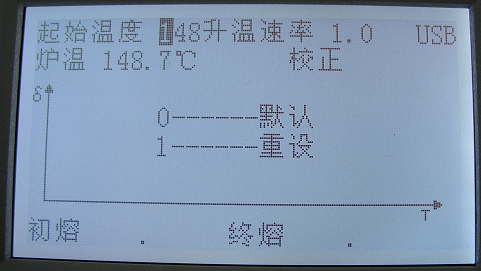 起始温度 148升温速率 1.0 USB
炉温 148.7℃ 校正
δ
0------默认
1------重设
T
初熔 . 终熔 .